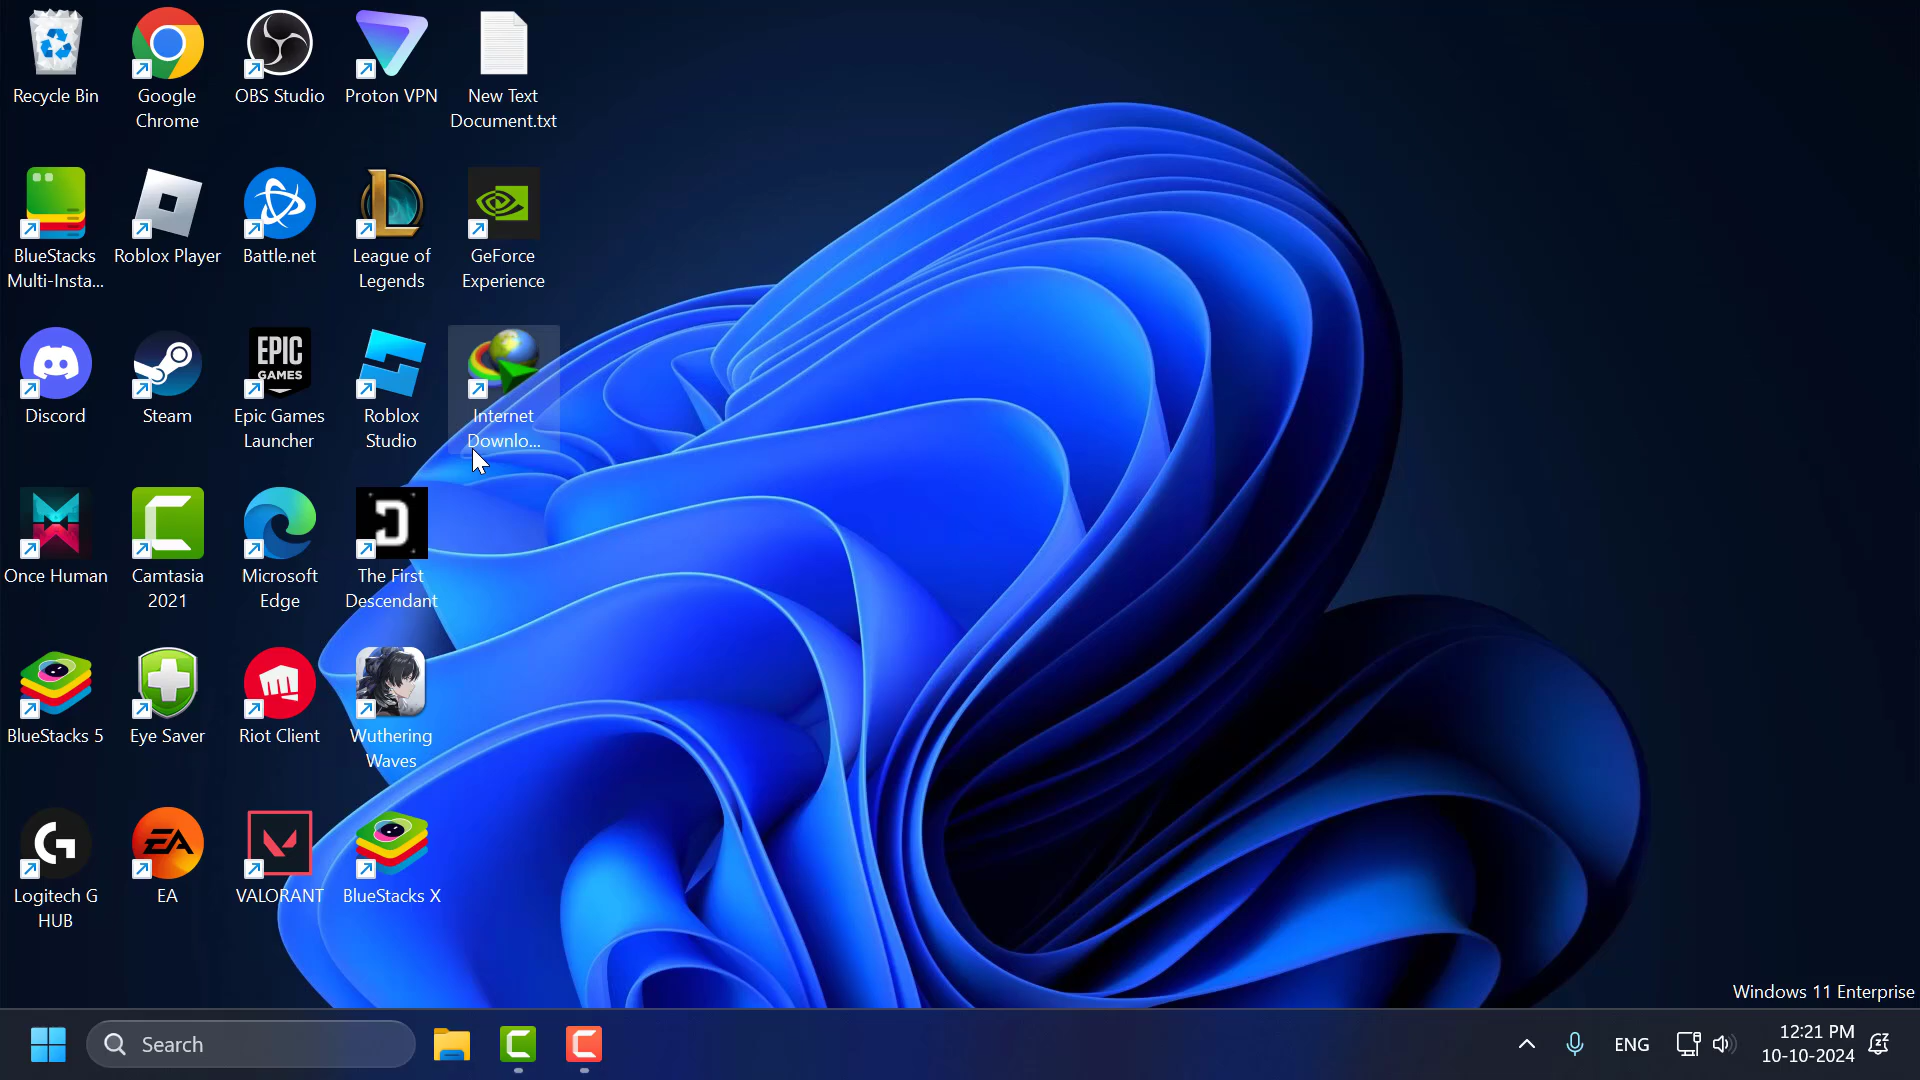 Recycle Bin
Google
Chrome
OBS Studio
Proton VPN
New Text
Document.txt
BlueStacks
Multi-Insta...
Roblox Player
Battle.net
League of
Legends
GeForce
Experience
Discord
Steam
EPIC
GAMES
Epic Games
Launcher
Roblox
Studio
Internet
Downlo...
Once Human
Camtasia
2021
Microsoft
Edge
The First
Descendant
BlueStacks 5
Eye Saver
Riot Client
Wuthering
Waves
Logitech G
HUB
EA
EA
VALORANT
BlueStacks X
Windows 11 Enterprise
Search
ENG
12:21 PM
10-10-2024